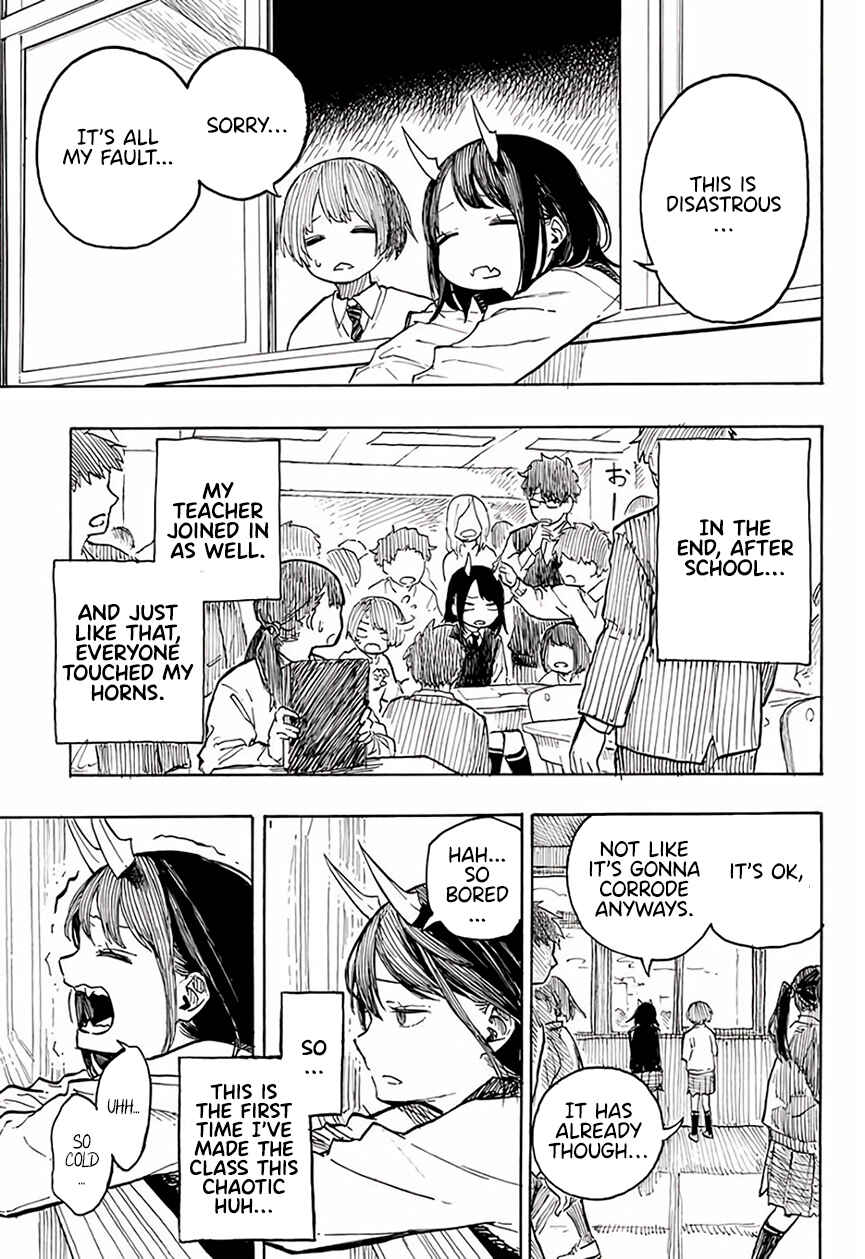 THIS IS
DISASTROUS
...
SORRY...
IT'S ALL
MY FAULT...
IN THE
END, AFTER
SCHOOL...
おー
MY
TEACHER
JOINED IN
AS WELL.
AND JUST
LIKE THAT,
EVERYONE
TOUCHED MY
HORNS.
IT'S OK,
NOT LIKE
IT'S GONNA
CORRODE
ANYWAYS.
IT HAS
ALREADY
THOUGH...
HAH...
SO
BORED
...
SO
...
THIS IS
THE FIRST
TIME I'VE
MADE THE
CLASS THIS
CHAOTIC
HUH...
UHH...
SO
COLD
...